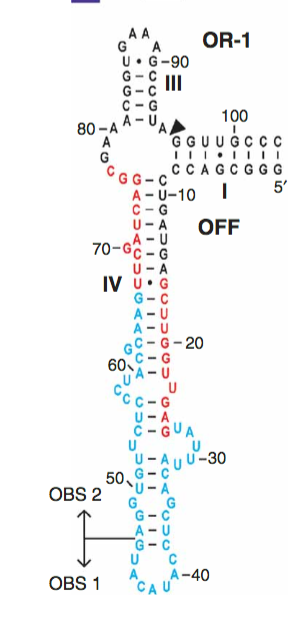 A A
G A
OR-1
U • G –90
G – C
III
G – C
C – G
100
A U A
80 –A
G G U U G C C C
A
G
C C A G C G G G
C G G – C
5′
A – U –10
I
C – G
OFF
U – A
A – U
70 –G C – G
U – A
IV
U • G
G – C
A – U
A – U
G C – G –20
C – G
60 A – U
U
C C
U
C – G
U – A
C – G U A
U U
U – A U U –30
U – C
50 G – A
OBS 2
G G
G – C
A – U
G – C
U C
A A –40
OBS 1
A C A U